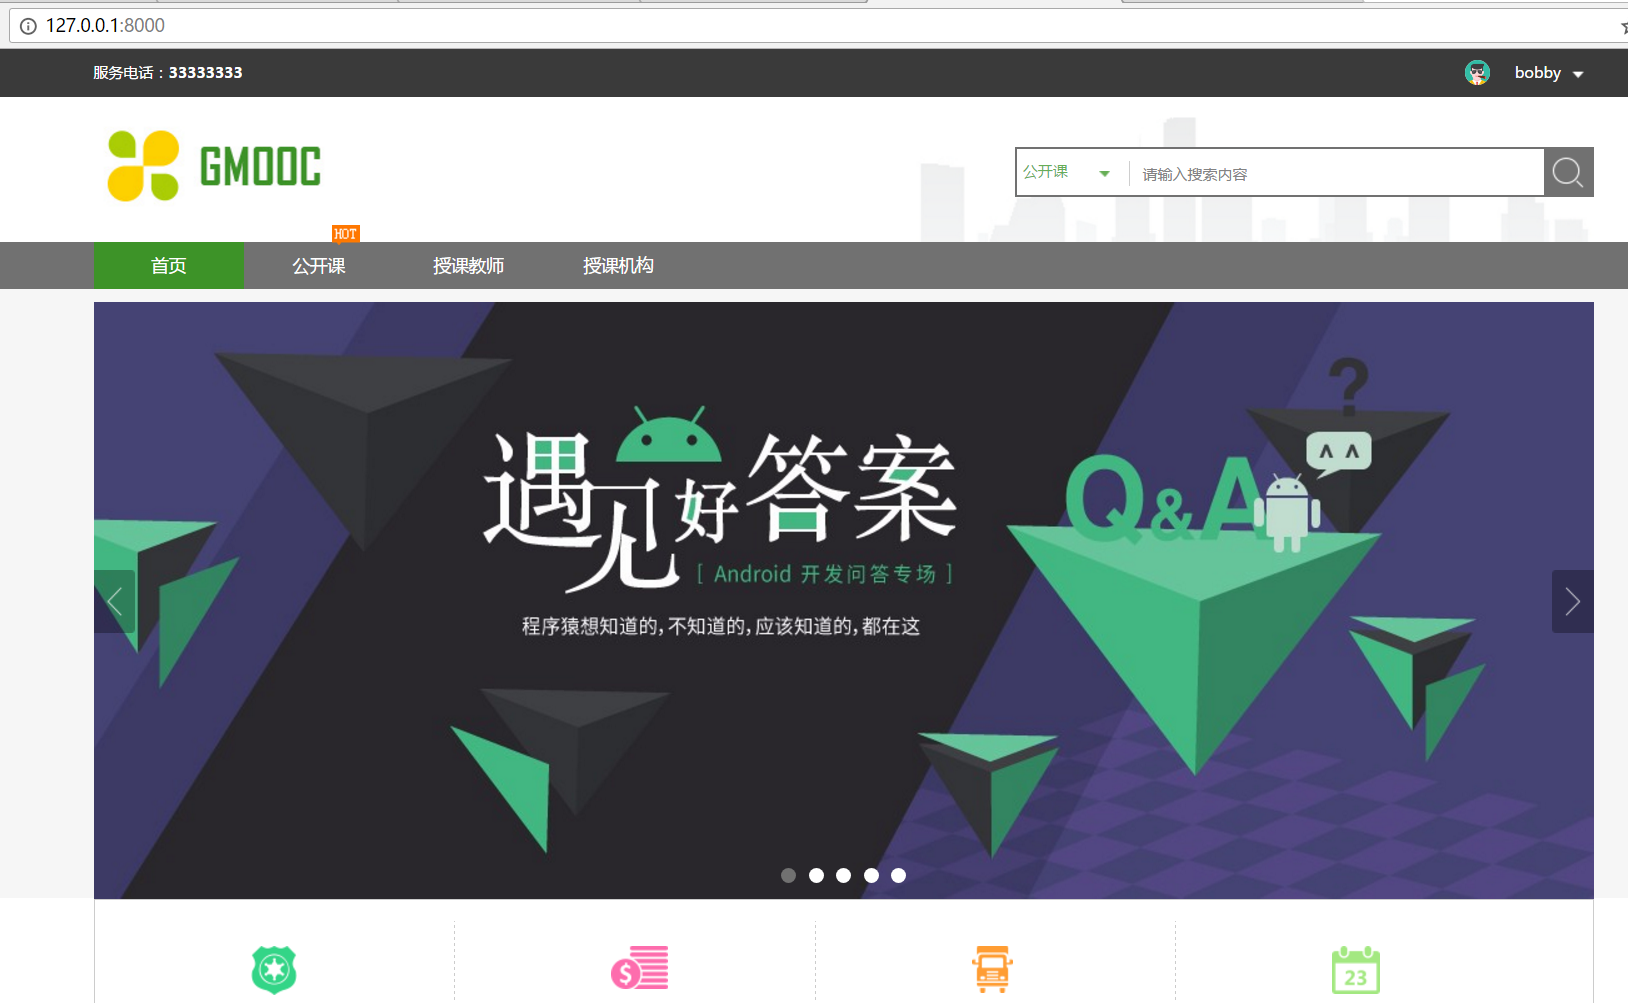 127.0.0.1:8000
服务电话：33333333
bobby
GMOOC
公开课
请输入搜索内容
HOT
首页
公开课
授课教师
授课机构
遇见好答案
[ Android 开发问答专场 ]
程序猿想知道的,不知道的,应该知道的,都在这
?
Q&A
$
23